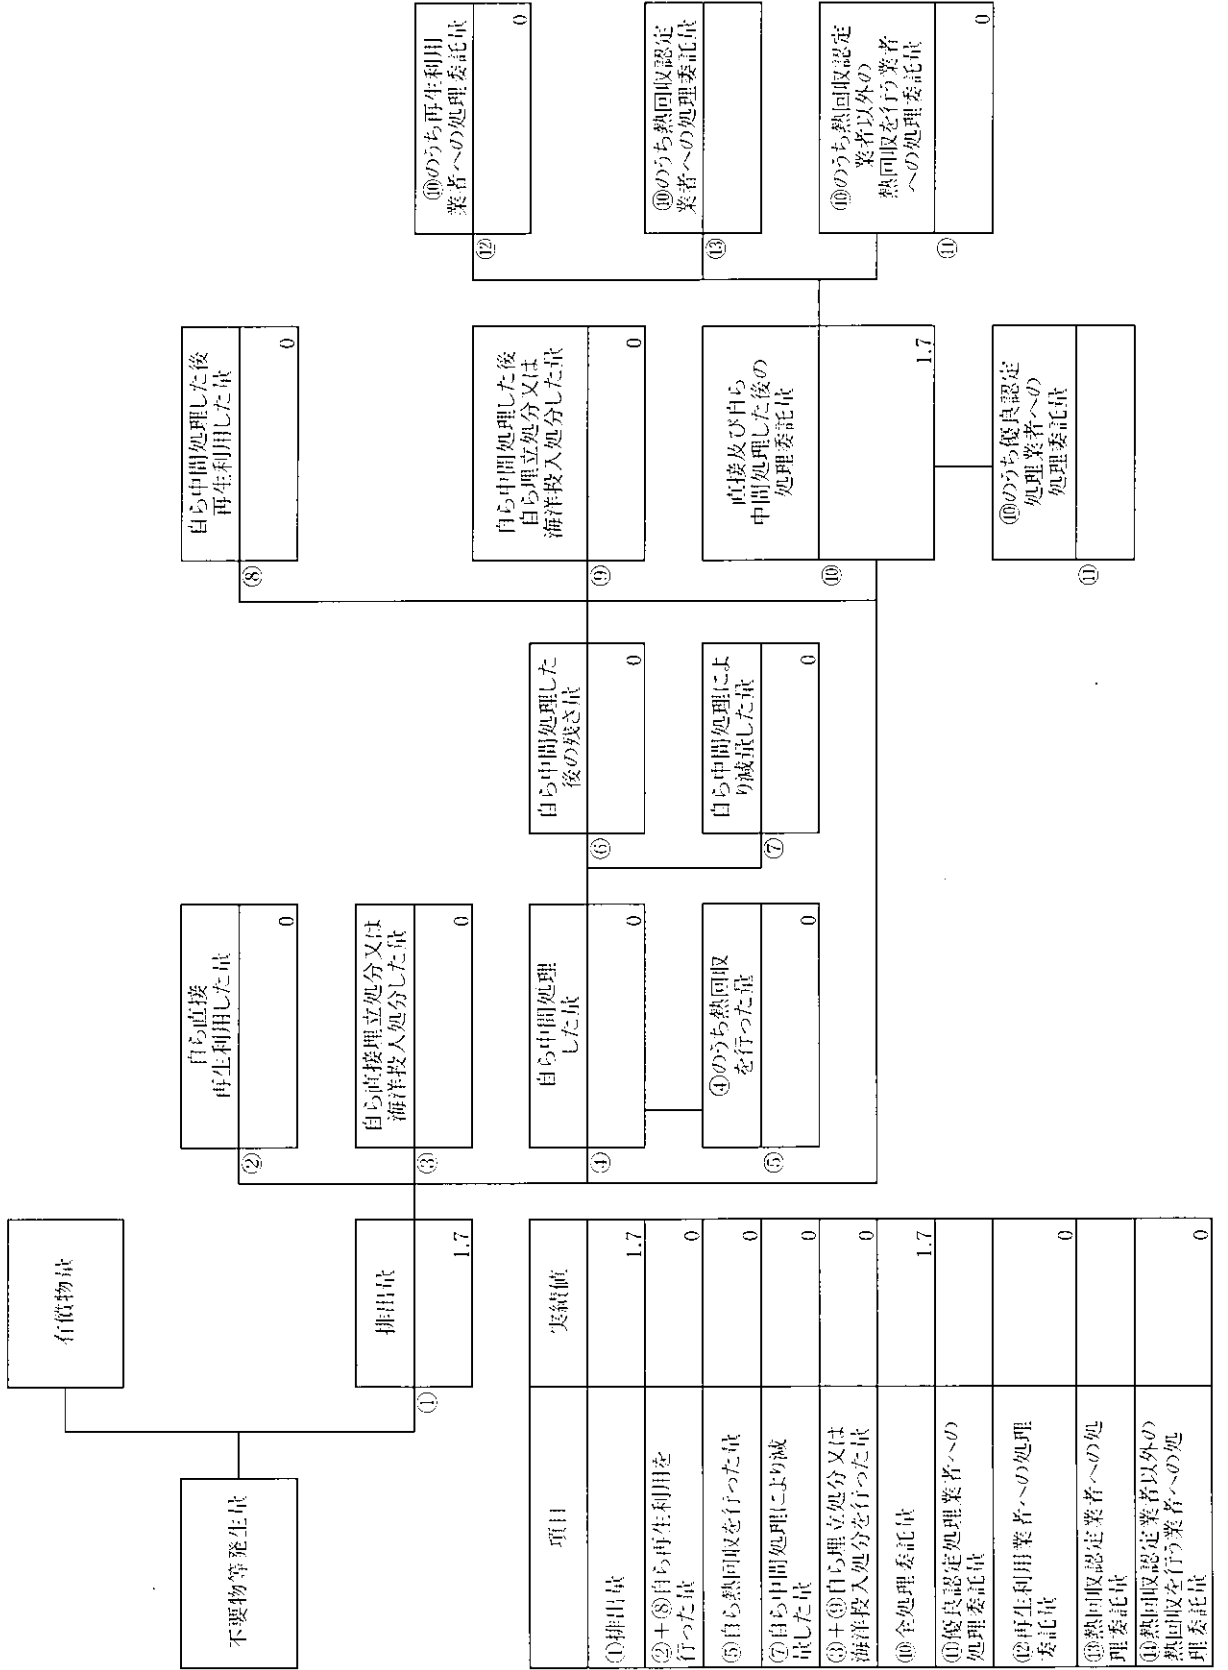 不要物等発生量
有償物量
①
排出量
1.7
②
自ら直接
再生利用した量
0
③
自ら直接埋立処分又は
海洋投入処分した量
0
④
自ら中間処理
した量
0
⑤
④のうち熱回収
を行った量
0
⑥
自ら中間処理した
後の残さ量
0
⑦
自ら中間処理によ
り減量した量
0
⑧
自ら中間処理した後
再生利用した量
0
⑨
自ら中間処理した後
自ら埋立処分又は
海洋投入処分した量
0
⑩
直接及び自ら
中間処理した後の
処理委託量
1.7
⑪
⑩のうち優良認定
処理業者への
処理委託量
⑫
⑩のうち再生利用
業者への処理委託量
0
⑬
⑩のうち熱回収認定
業者への処理委託量
⑪
⑩のうち熱回収認定
業者以外の
熱回収を行う業者
への処理委託量
0
項目
実績値
①排出量
1.7
②+⑧自ら再生利用を
行った量
0
⑤自ら熱回収を行った量
0
⑦自ら中間処理により減
量した量
0
③+⑨自ら埋立処分又は
海洋投入処分を行った量
0
⑩全処理委託量
1.7
⑪優良認定処理業者への
処理委託量
⑫再生利用業者への処理
委託量
0
⑬熱回収認定業者への処
理委託量
⑭熱回収認定業者以外の
熱回収を行う業者への処
理委託量
0